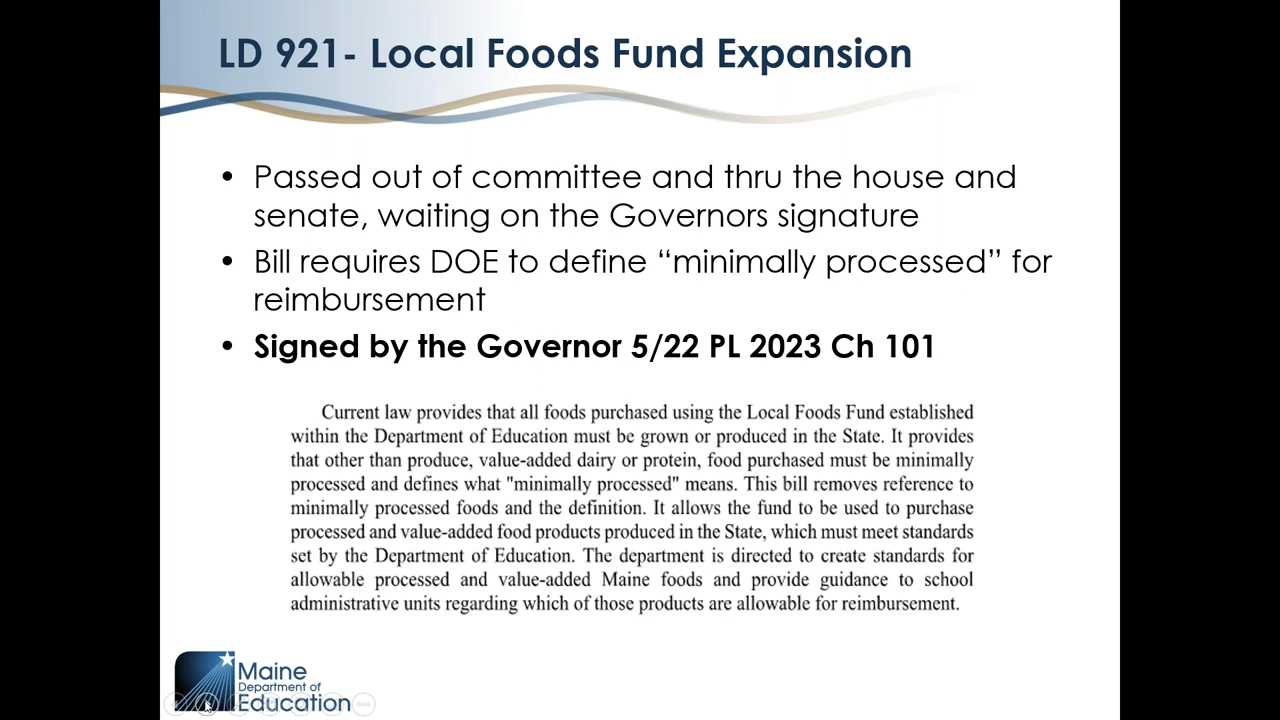 LD 921- Local Foods Fund Expansion
• Passed out of committee and thru the house and
senate, waiting on the Governors signature
• Bill requires DOE to define “minimally processed” for
reimbursement
• Signed by the Governor 5/22 PL 2023 Ch 101
Current law provides that all foods purchased using the Local Foods Fund established
within the Department of Education must be grown or produced in the State. It provides
that other than produce, value-added dairy or protein, food purchased must be minimally
processed and defines what "minimally processed" means. This bill removes reference to
minimally processed foods and the definition. It allows the fund to be used to purchase
processed and value-added food products produced in the State, which must meet standards
set by the Department of Education. The department is directed to create standards for
allowable processed and value-added Maine foods and provide guidance to school
administrative units regarding which of those products are allowable for reimbursement.
Maine
Department of
Education